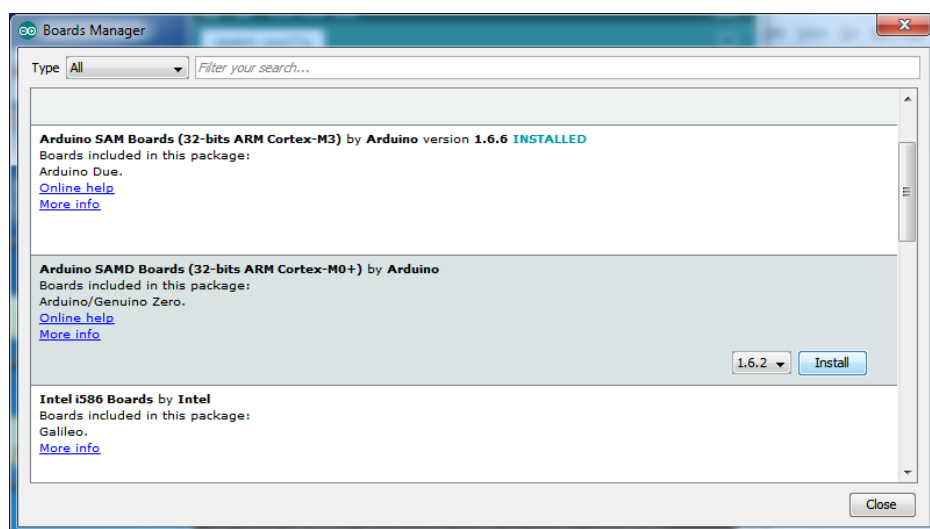 Boards Manager
Type All Filter your search...
Arduino SAM Boards (32-bits ARM Cortex-M3) by Arduino version 1.6.6 INSTALLED
Boards included in this package:
Arduino Due.
Online help
More info
Arduino SAMD Boards (32-bits ARM Cortex-M0+) by Arduino
Boards included in this package:
Arduino/Genuino Zero.
Online help
More info
1.6.2 Install
Intel i586 Boards by Intel
Boards included in this package:
Galileo.
More info
Close